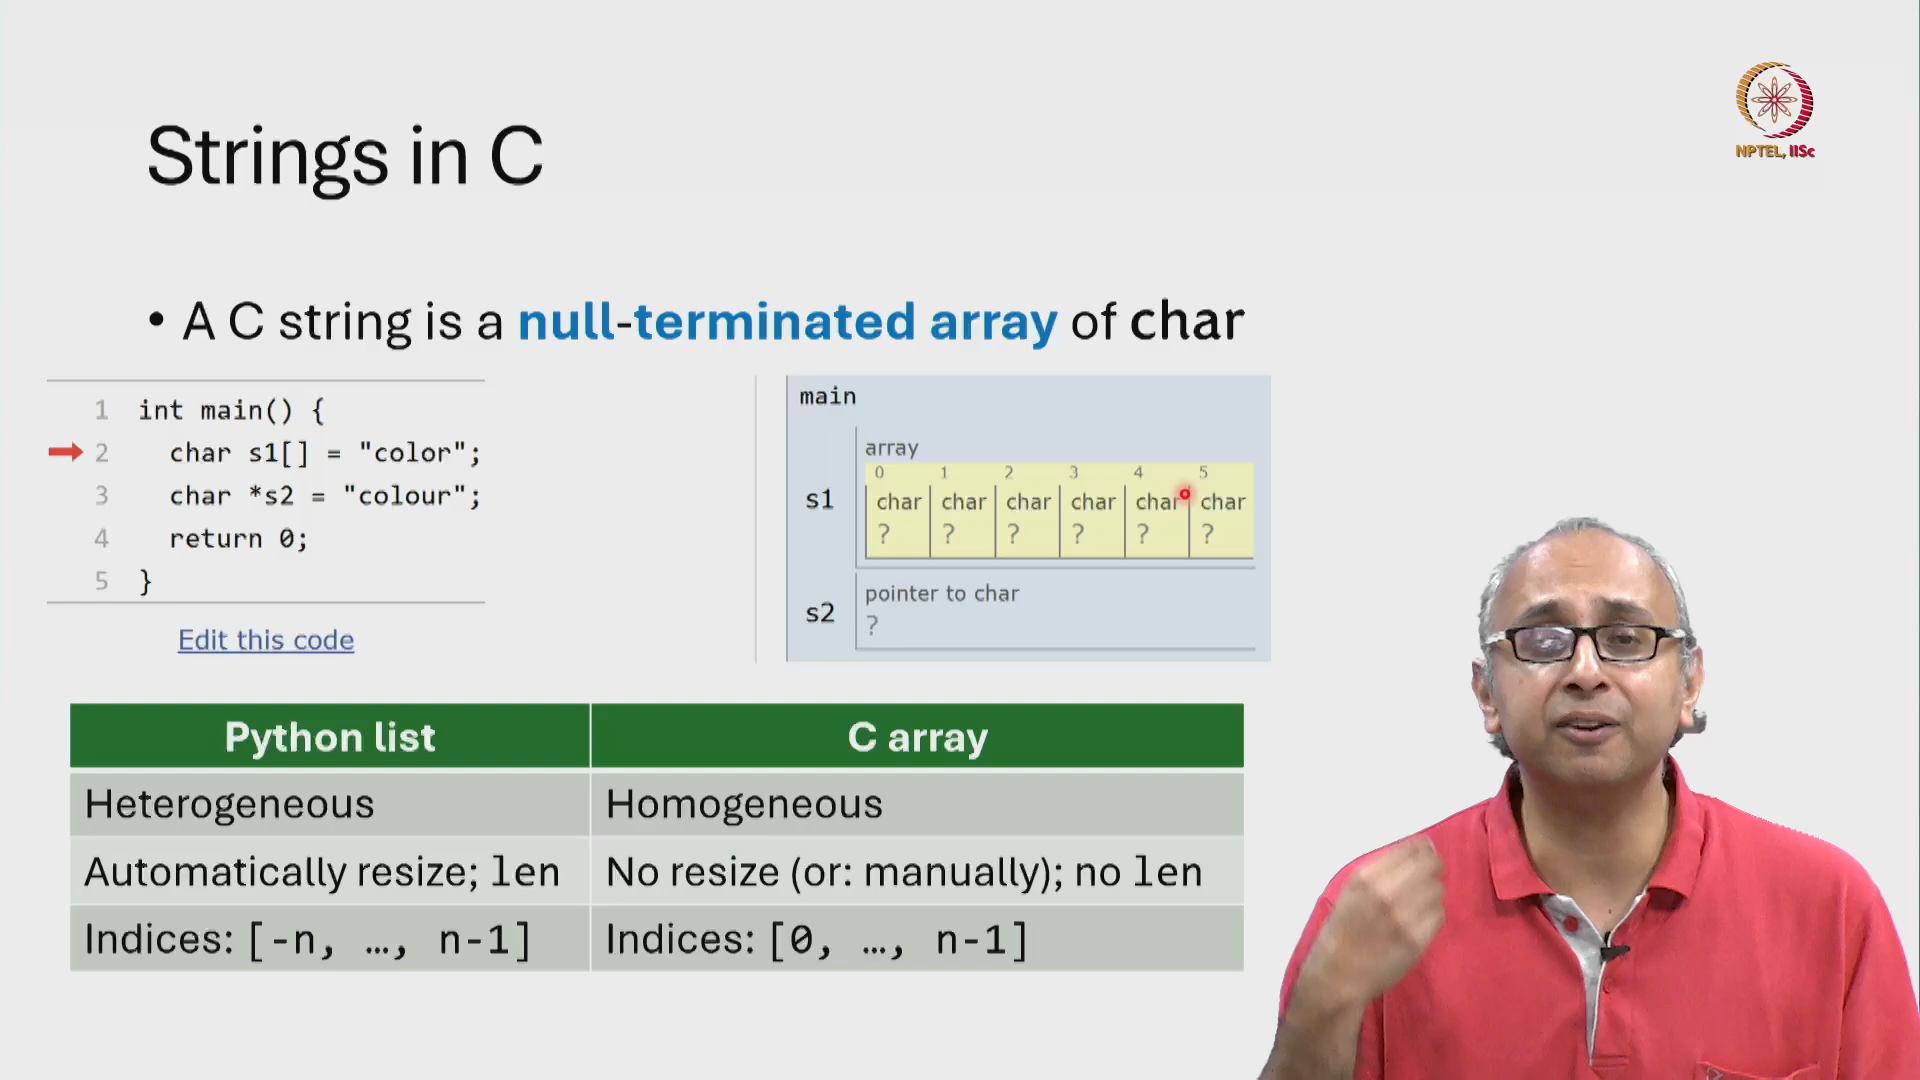 Strings in C
NPTEL, IISc
• A C string is a null-terminated array of char
1 int main() {
2 char s1[] = "color";
3 char *s2 = "colour";
4 return 0;
5 }
Edit this code
main
array
0 1 2 3 4 5
s1 char char char char char char
? ? ? ? ? ?
pointer to char
s2 ?
Python list C array
Heterogeneous Homogeneous
Automatically resize; len No resize (or: manually); no len
Indices: [-n, …, n-1] Indices: [0, …, n-1]